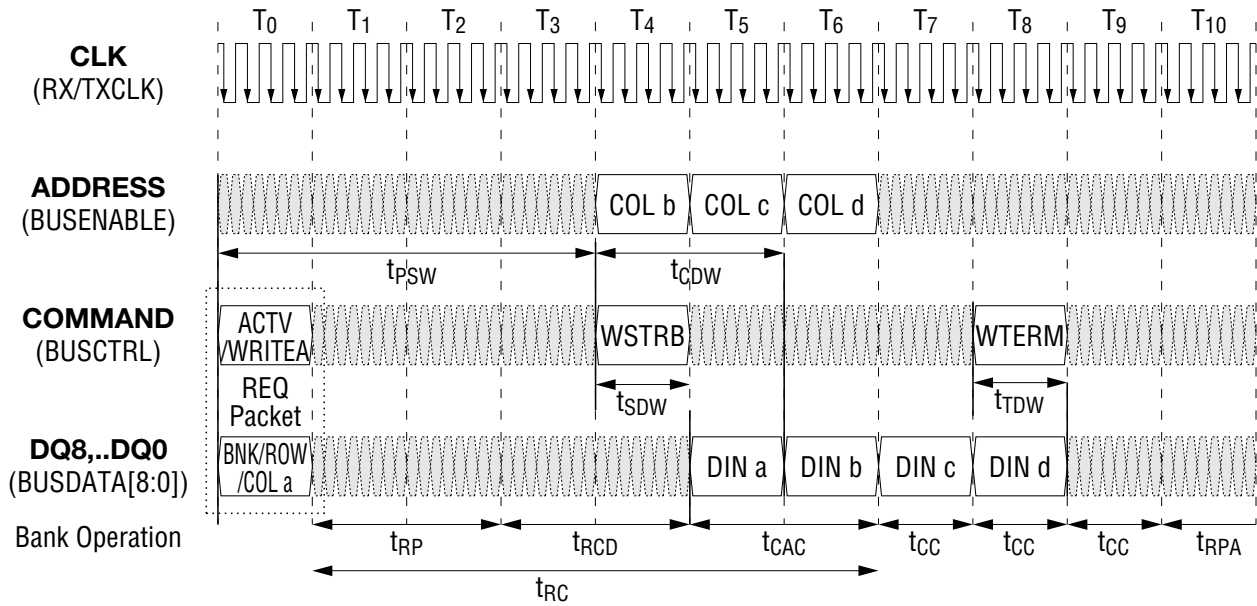 T0 T1 T2 T3 T4 T5 T6 T7 T8 T9 T10
CLK
(RX/TXCLK)
ADDRESS
(BUSENABLE)
COL b COL c COL d
tPSW tCDW
COMMAND
(BUSCTRL)
ACTV
/WRITEA
WSTRB WTERM
REQ
Packet
tSDW tTDW
DQ8,..DQ0
(BUSDATA[8:0])
BNK/ROW
/COL a
DIN a DIN b DIN c DIN d
Bank Operation
tRP tRCD tCAC tCC tCC tCC tRPA
tRC